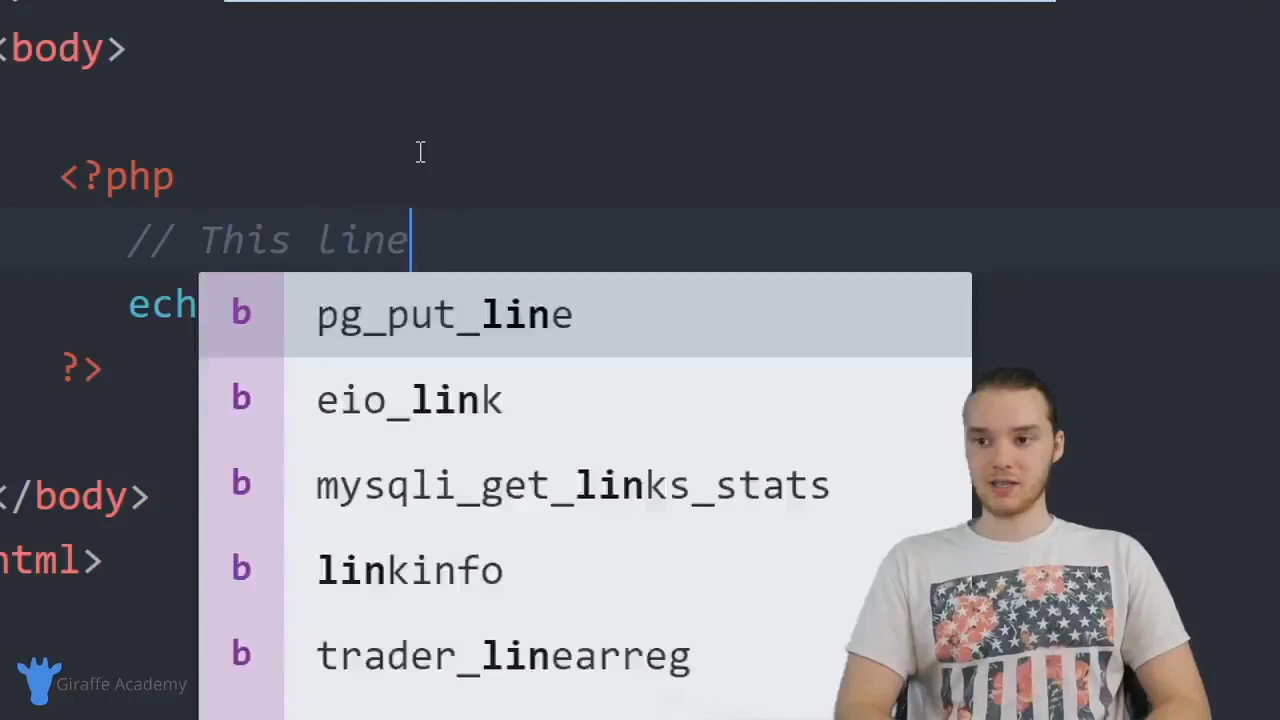 <body>
<?php
// This line
ech
pg_put_line
?>
b
eio_link
b
mysqli_get_links_stats
b
</body>
linkinfo
b
html>
trader_linearreg
b
Giraffe Academy